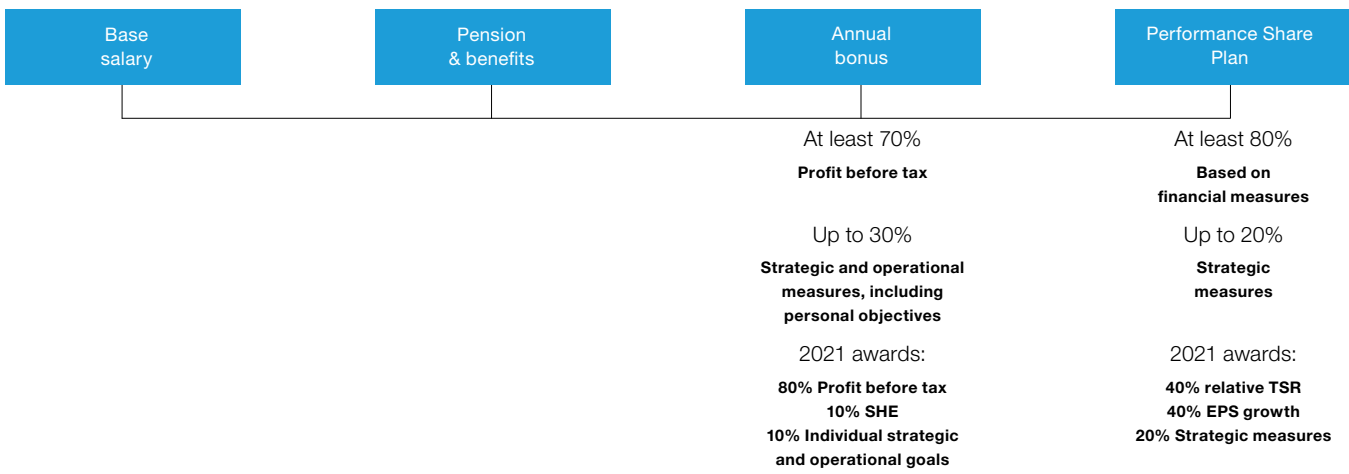 Base
salary
Pension
& benefits
Annual
bonus
Performance Share
Plan
At least 70%
Profit before tax
Up to 30%
Strategic and operational
measures, including
personal objectives
2021 awards:
80% Profit before tax
10% SHE
10% Individual strategic
and operational goals
At least 80%
Based on
financial measures
Up to 20%
Strategic
measures
2021 awards:
40% relative TSR
40% EPS growth
20% Strategic measures